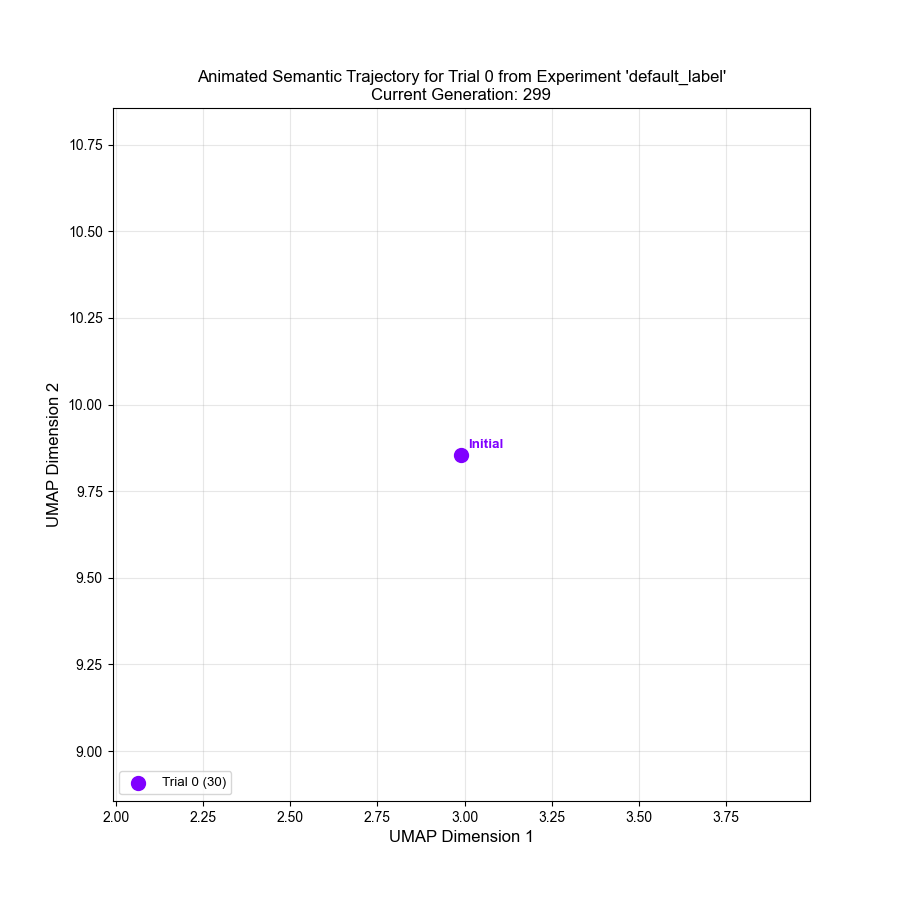 Animated Semantic Trajectory for Trial 0 from Experiment 'default_label'
Current Generation: 299
10.75
10.50
10.25
10.00
9.75
9.50
9.25
9.00
UMAP Dimension 2
Initial
Trial 0 (30)
2.00 2.25 2.50 2.75 3.00 3.25 3.50 3.75
UMAP Dimension 1